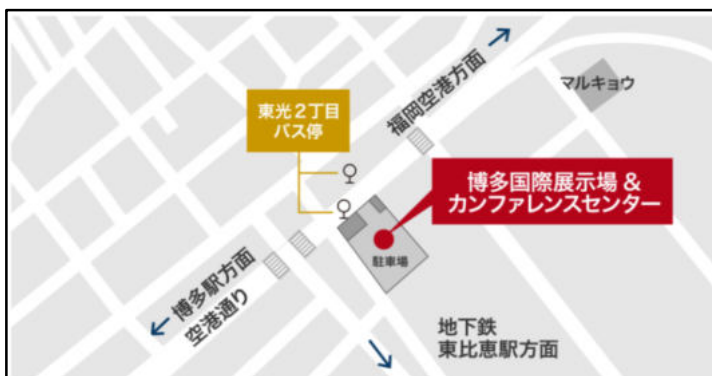 福岡空港方面
マルキョウ
東光2丁目
バス停
博多国際展示場 &
カンファレンスセンター
駐車場
博多駅方面
空港通り
地下鉄
東比恵駅方面